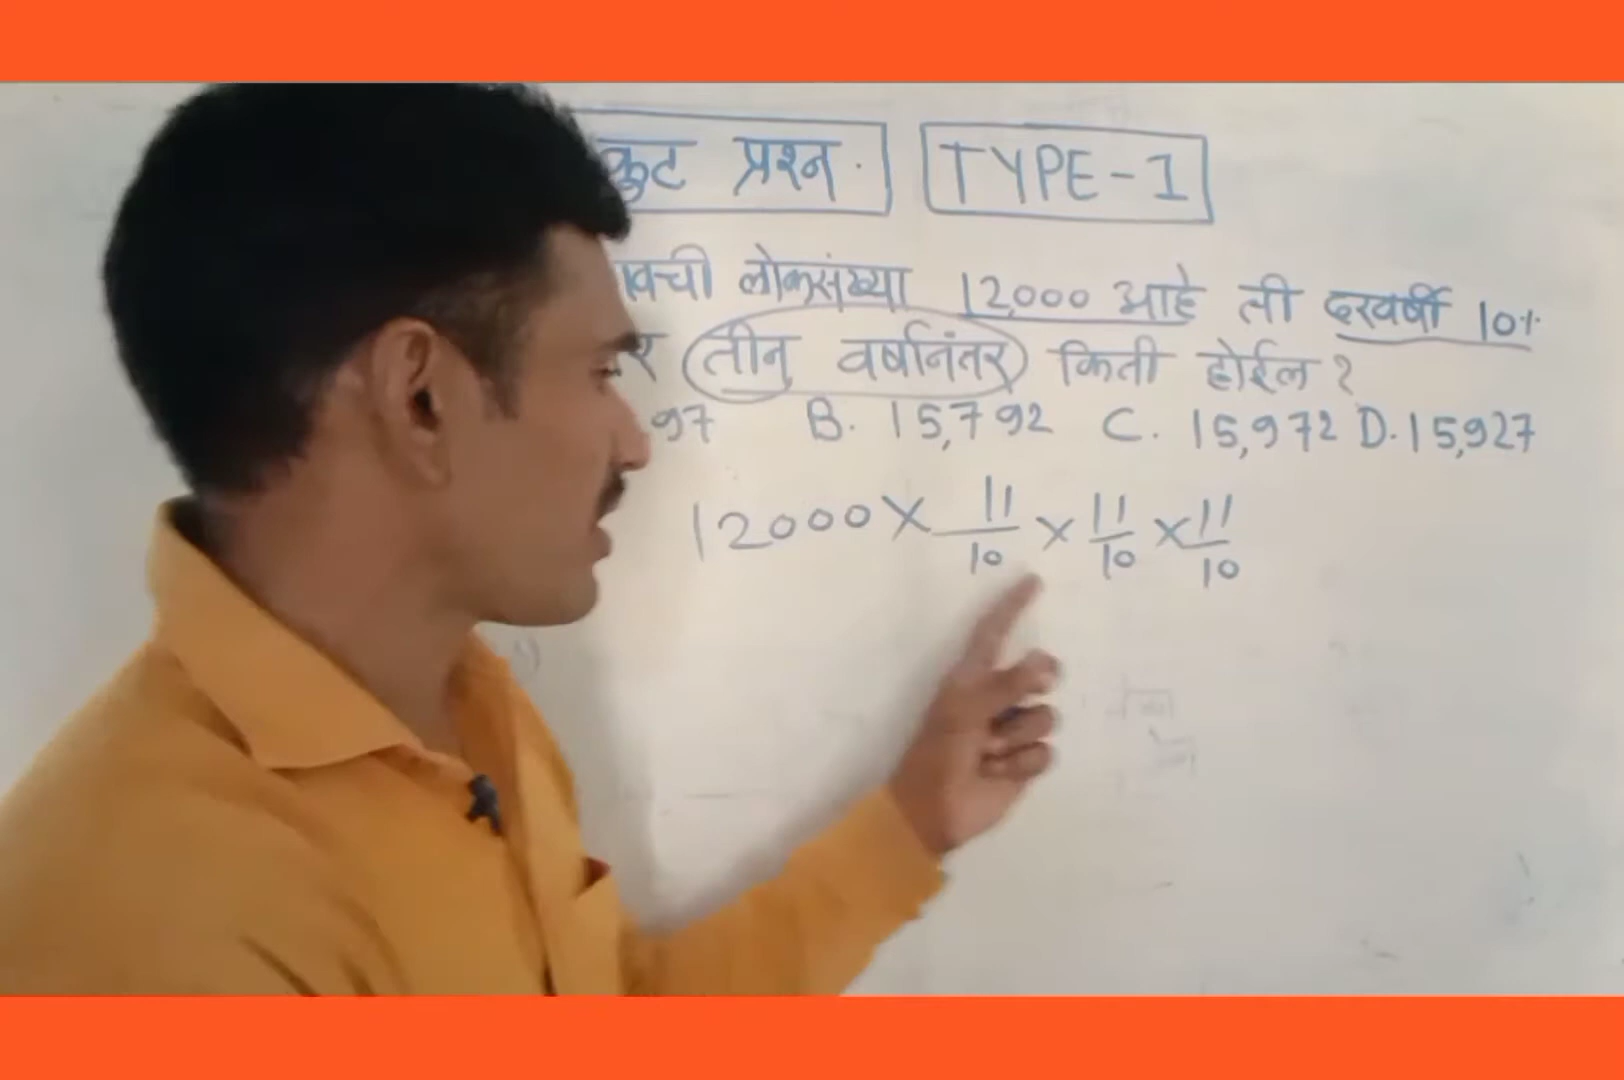 कुट प्रश्न. TYPE-1
लोकसंख्या 12,000 आहे ती दरवर्षी 10%
तीन वर्षानंतर किती होईल?
97 B. 15,792 C. 15,972 D. 15,927
12000 × 11/10 × 11/10 × 11/10